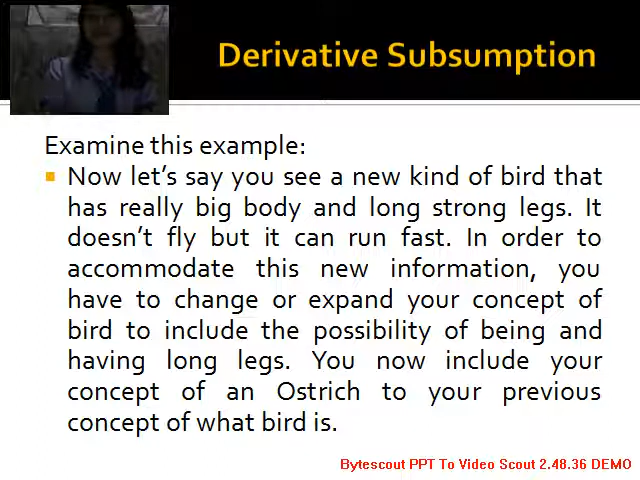 Derivative Subsumption
Examine this example:
Now let's say you see a new kind of bird that
has really big body and long strong legs. It
doesn't fly but it can run fast. In order to
accommodate this new information, you
have to change or expand your concept of
bird to include the possibility of being and
having long legs. You now include your
concept of an Ostrich to your previous
concept of what bird is.
Bytescout PPT To Video Scout 2.48.36 DEMO